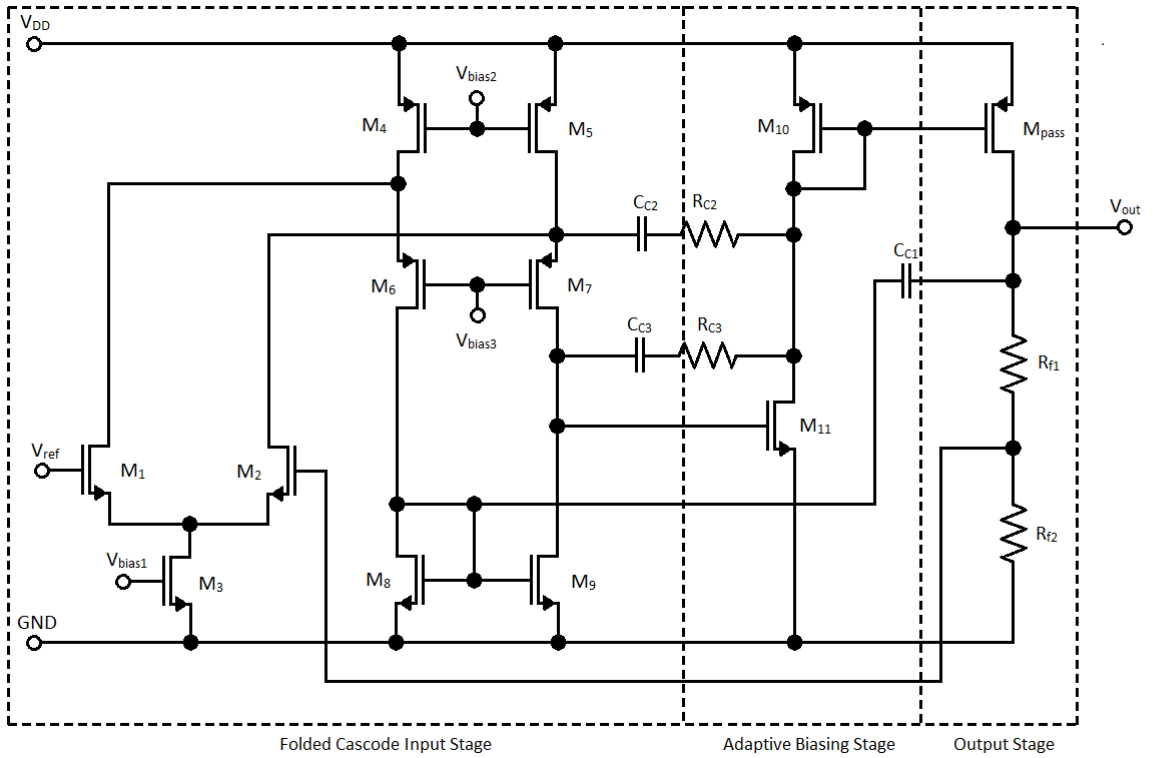 VDD
Vbias2
M4
M5
M10
Mpass
CC2
RC2
Vout
CC1
M6
M7
Vbias3
CC3
RC3
Rf1
M11
Vref
M1
M2
Rf2
Vbias1
M3
M8
M9
GND
Folded Cascode Input Stage
Adaptive Biasing Stage
Output Stage